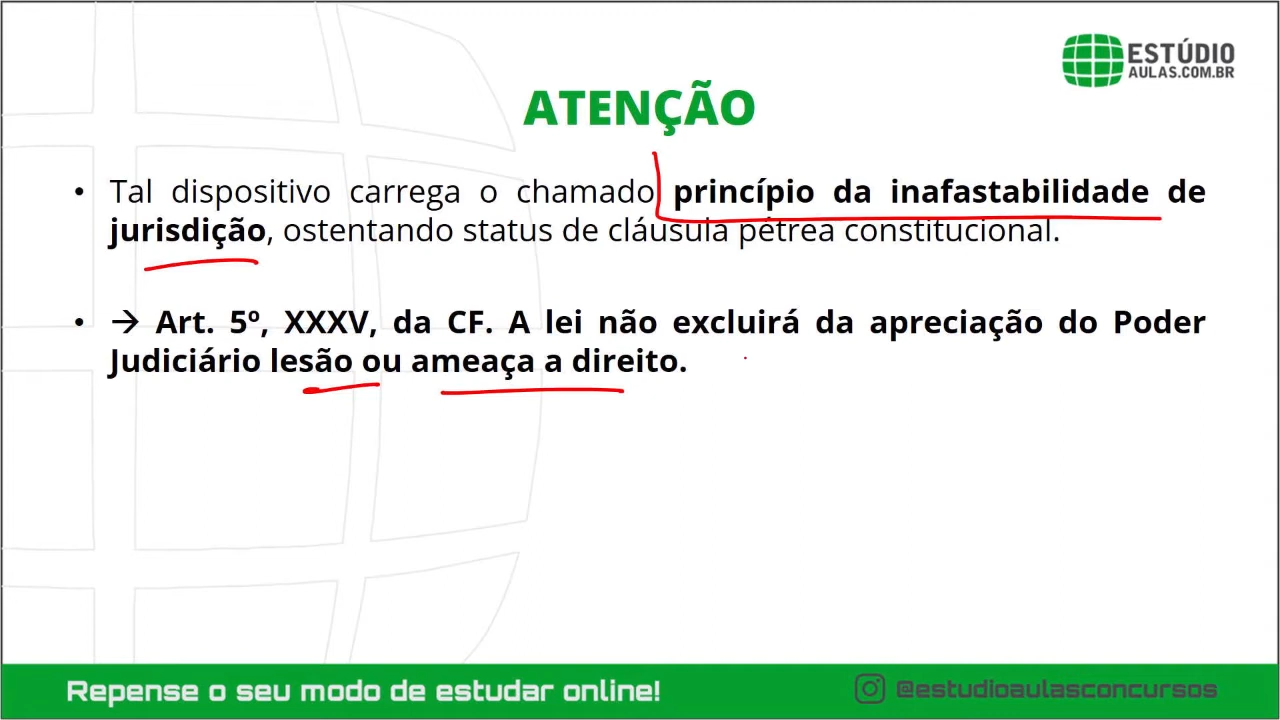 ESTÚDIO
AULAS.COM.BR
ATENÇÃO
• Tal dispositivo carrega o chamado princípio da inafastabilidade de
jurisdição, ostentando status de cláusula pétrea constitucional.
• → Art. 5º, XXXV, da CF. A lei não excluirá da apreciação do Poder
Judiciário lesão ou ameaça a direito.
Repense o seu modo de estudar online!
@estudioaulasconcursos